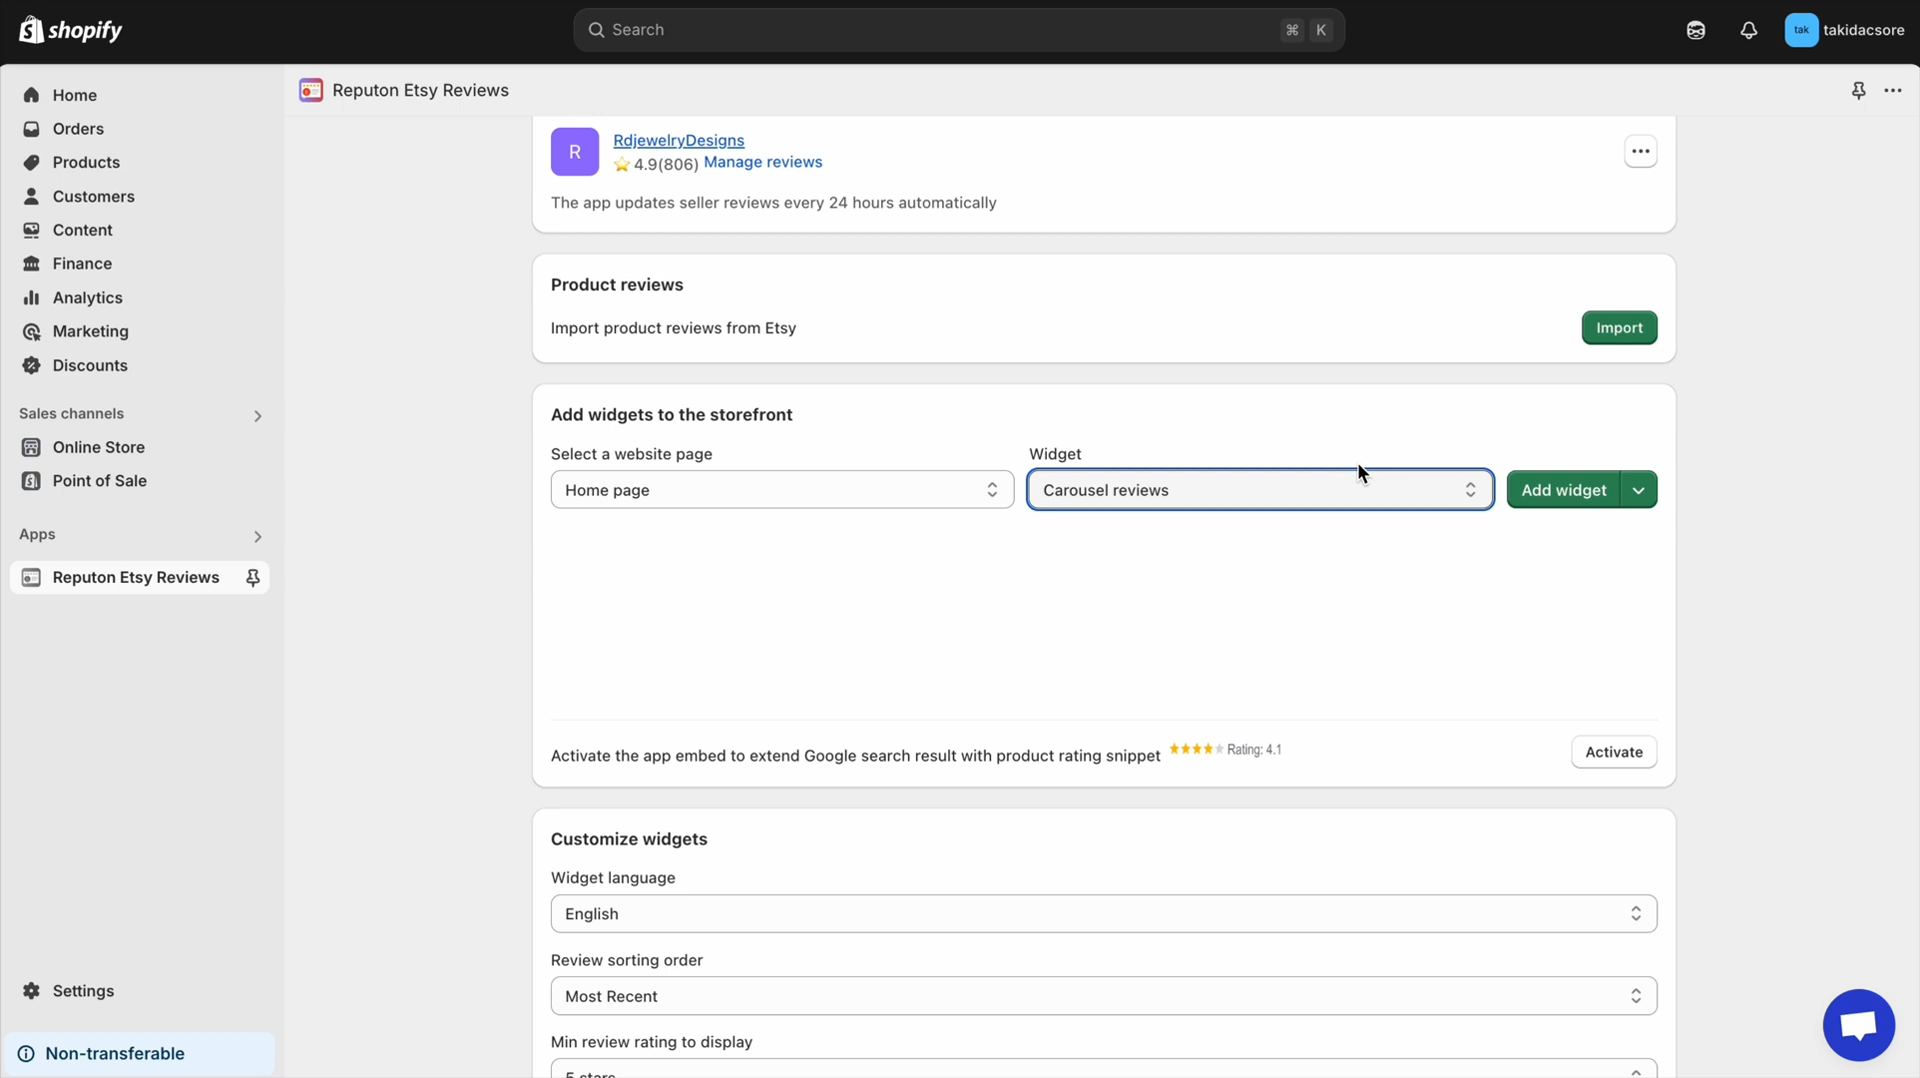 shopify
Search
⌘ K
tak
takidacsore
Home
Orders
Products
Customers
Content
Finance
Analytics
Marketing
Discounts
Sales channels
Online Store
Point of Sale
Apps
Reputon Etsy Reviews
Settings
Non-transferable
Reputon Etsy Reviews
R
RdjewelryDesigns
4.9(806) Manage reviews
The app updates seller reviews every 24 hours automatically
Product reviews
Import product reviews from Etsy
Import
Add widgets to the storefront
Select a website page
Home page
Widget
Carousel reviews
Add widget
Activate the app embed to extend Google search result with product rating snippet
Rating: 4.1
Activate
Customize widgets
Widget language
English
Review sorting order
Most Recent
Min review rating to display
5 stars